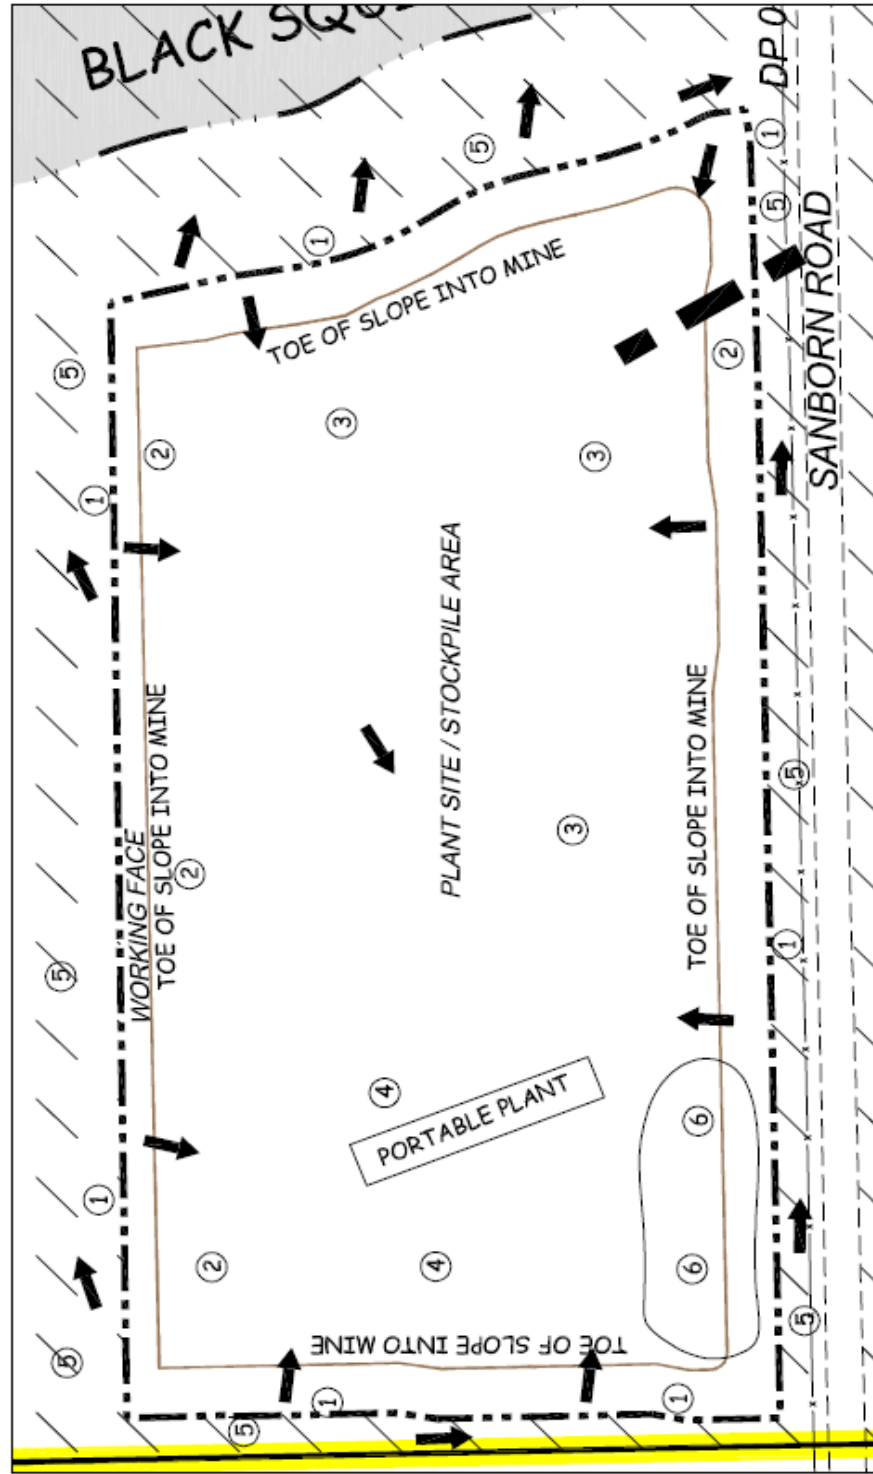 BLACK SQU
DP 0
1
5
5
1
SANBORN ROAD
TOE OF SLOPE INTO MINE
2
5
3
2
3
1
PLANT SITE / STOCKPILE AREA
WORKING FACE
TOE OF SLOPE INTO MINE
TOE OF SLOPE INTO MINE
5
3
2
1
5
4
PORTABLE PLANT
6
1
2
4
6
5
TOE OF SLOPE INTO MINE
5
1
1
5